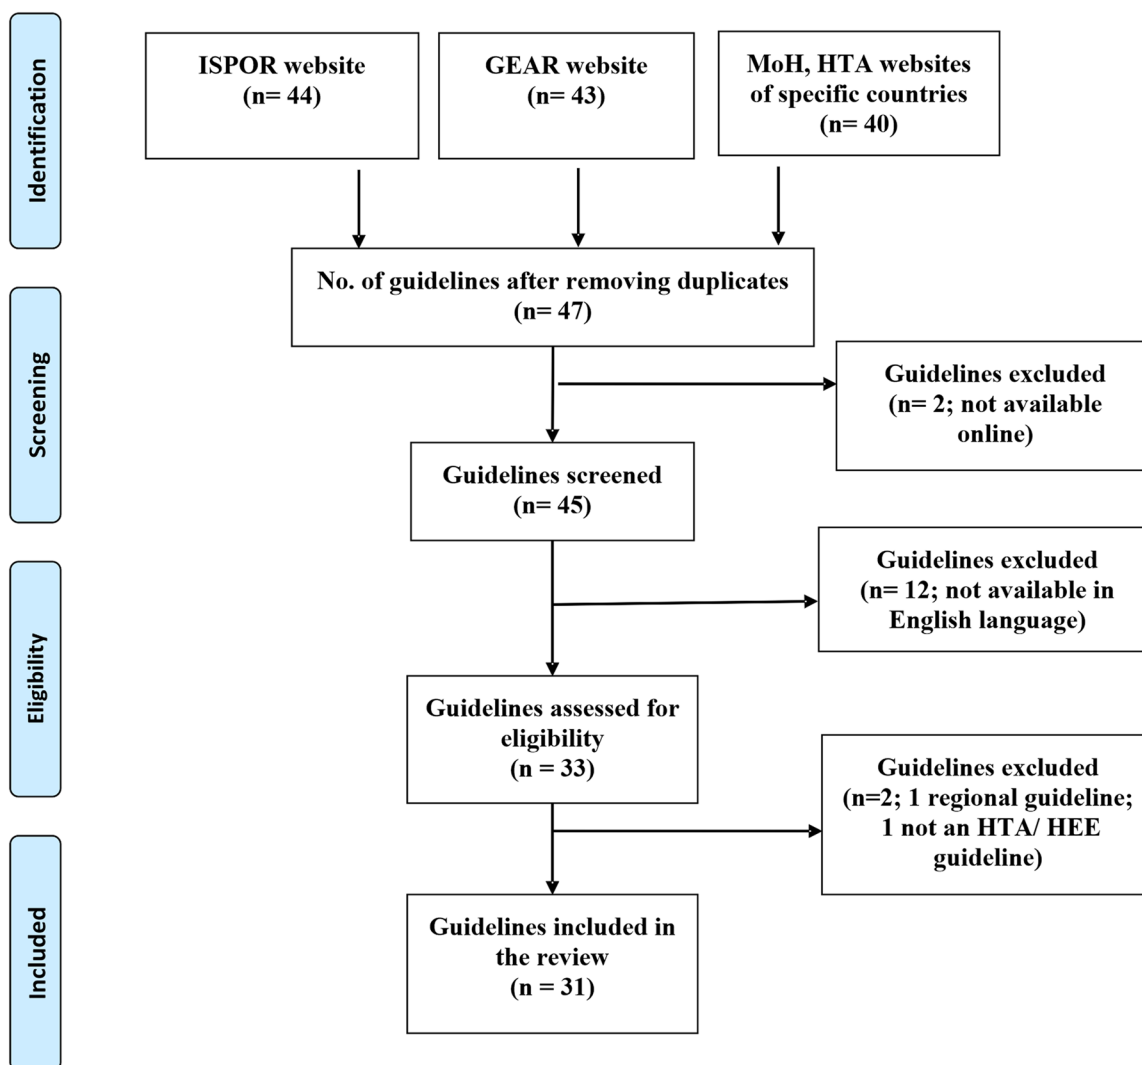 Identification
ISPOR website
(n= 44)
GEAR website
(n= 43)
MoH, HTA websites
of specific countries
(n= 40)
No. of guidelines after removing duplicates
(n= 47)
Screening
Guidelines excluded
(n= 2; not available
online)
Guidelines screened
(n= 45)
Guidelines excluded
(n= 12; not available in
English language)
Eligibility
Guidelines assessed for
eligibility
(n = 33)
Guidelines excluded
(n=2; 1 regional guideline;
1 not an HTA/ HEE
guideline)
Included
Guidelines included in
the review
(n = 31)